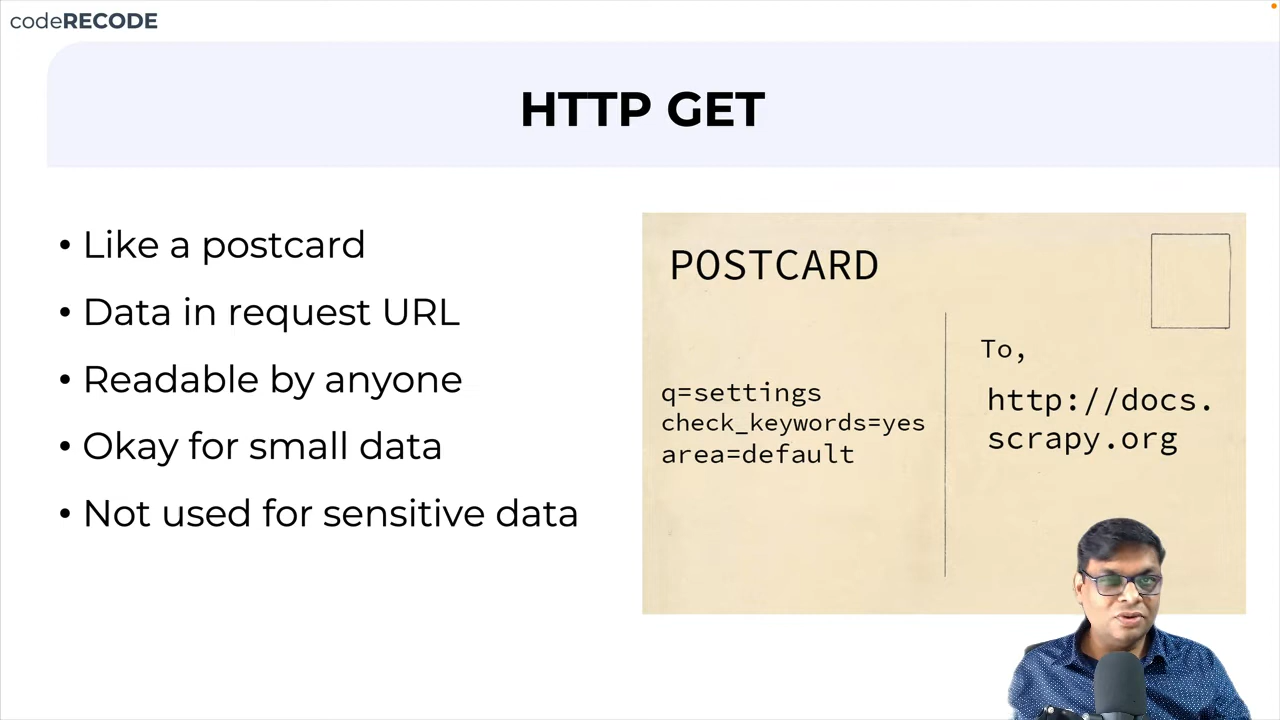 codeRECODE
HTTP GET
• Like a postcard
• Data in request URL
• Readable by anyone
• Okay for small data
• Not used for sensitive data
POSTCARD
q=settings
check_keywords=yes
area=default
To,
http://docs.
scrapy.org